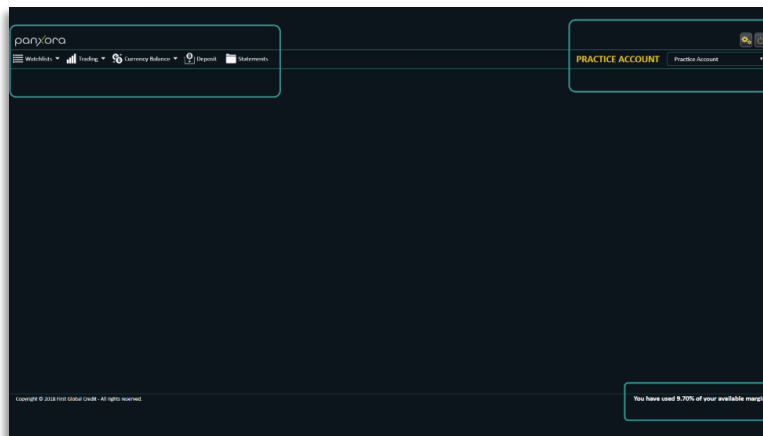 panxora
Watchlists Trading Currency Balance Deposit Statements
PRACTICE ACCOUNT Practice Account
Copyright © 2018 First Global Credit - All rights reserved.
You have used 9.70% of your available margin